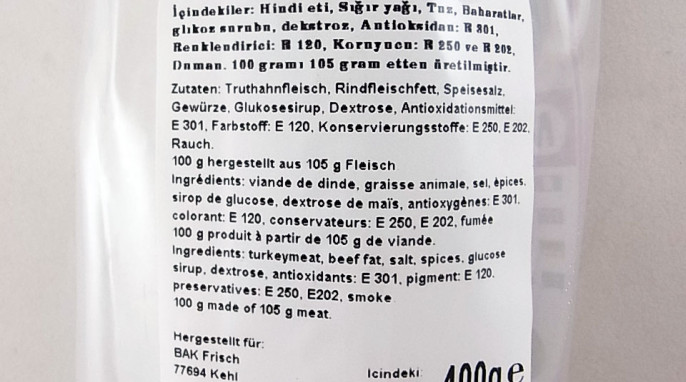 İçindekiler: Hindi eti, Sığır yağı, Tuz, Baharatlar,
glikoz surubu, dekstroz, Antioksidan: E 301,
Renklendirici: E 120, Koruyucu: E 250 ve E 202,
Duman. 100 gramı 105 gram etten üretilmiştir.
Zutaten: Truthahnfleisch, Rindfleischfett, Speisesalz,
Gewürze, Glukosesirup, Dextrose, Antioxidationsmittel:
E 301, Farbstoff: E 120, Konservierungsstoffe: E 250, E 202,
Rauch.
100 g hergestellt aus 105 g Fleisch
Ingrédients: viande de dinde, graisse animale, sel, épices,
sirop de glucose, dextrose de maïs, antioxygènes: E 301,
colorant: E 120, conservateurs: E 250, E 202, fumée
100 g produit à partir de 105 g de viande.
Ingredients: turkeymeat, beef fat, salt, spices, glucose
sirup, dextrose, antioxidants: E 301, pigment: E 120,
preservatives: E 250, E202, smoke
100 g made of 105 g meat.
Hergestellt für:
BAK Frisch
77694 Kehl
Icindeki: 400g e